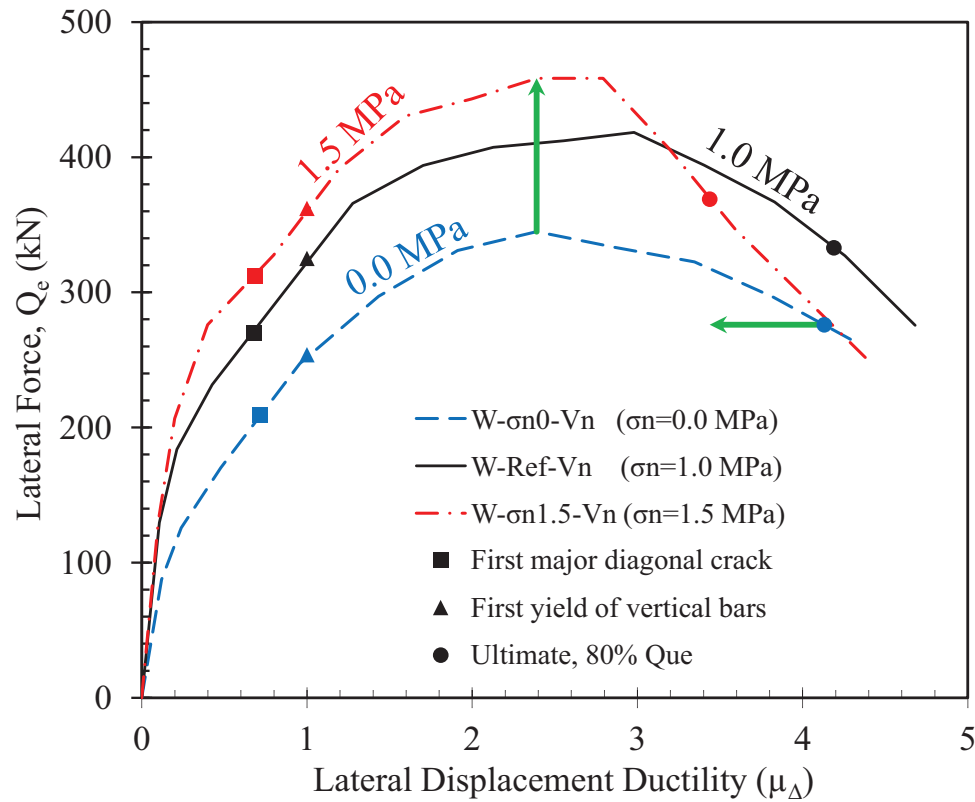 500
400
300
200
100
0
Lateral Force, Qe (kN)
1.5 MPa
1.0 MPa
0.0 MPa
W-σn0-Vn (σn=0.0 MPa)
W-Ref-Vn (σn=1.0 MPa)
W-σn1.5-Vn (σn=1.5 MPa)
First major diagonal crack
First yield of vertical bars
Ultimate, 80% Que
0 1 2 3 4 5
Lateral Displacement Ductility (μΔ)